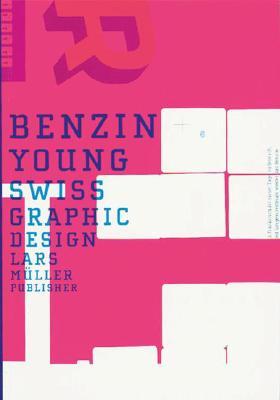 R
BENZIN
YOUNG
SWISS
GRAPHIC
DESIGN
LARS
MÜLLER
PUBLISHER